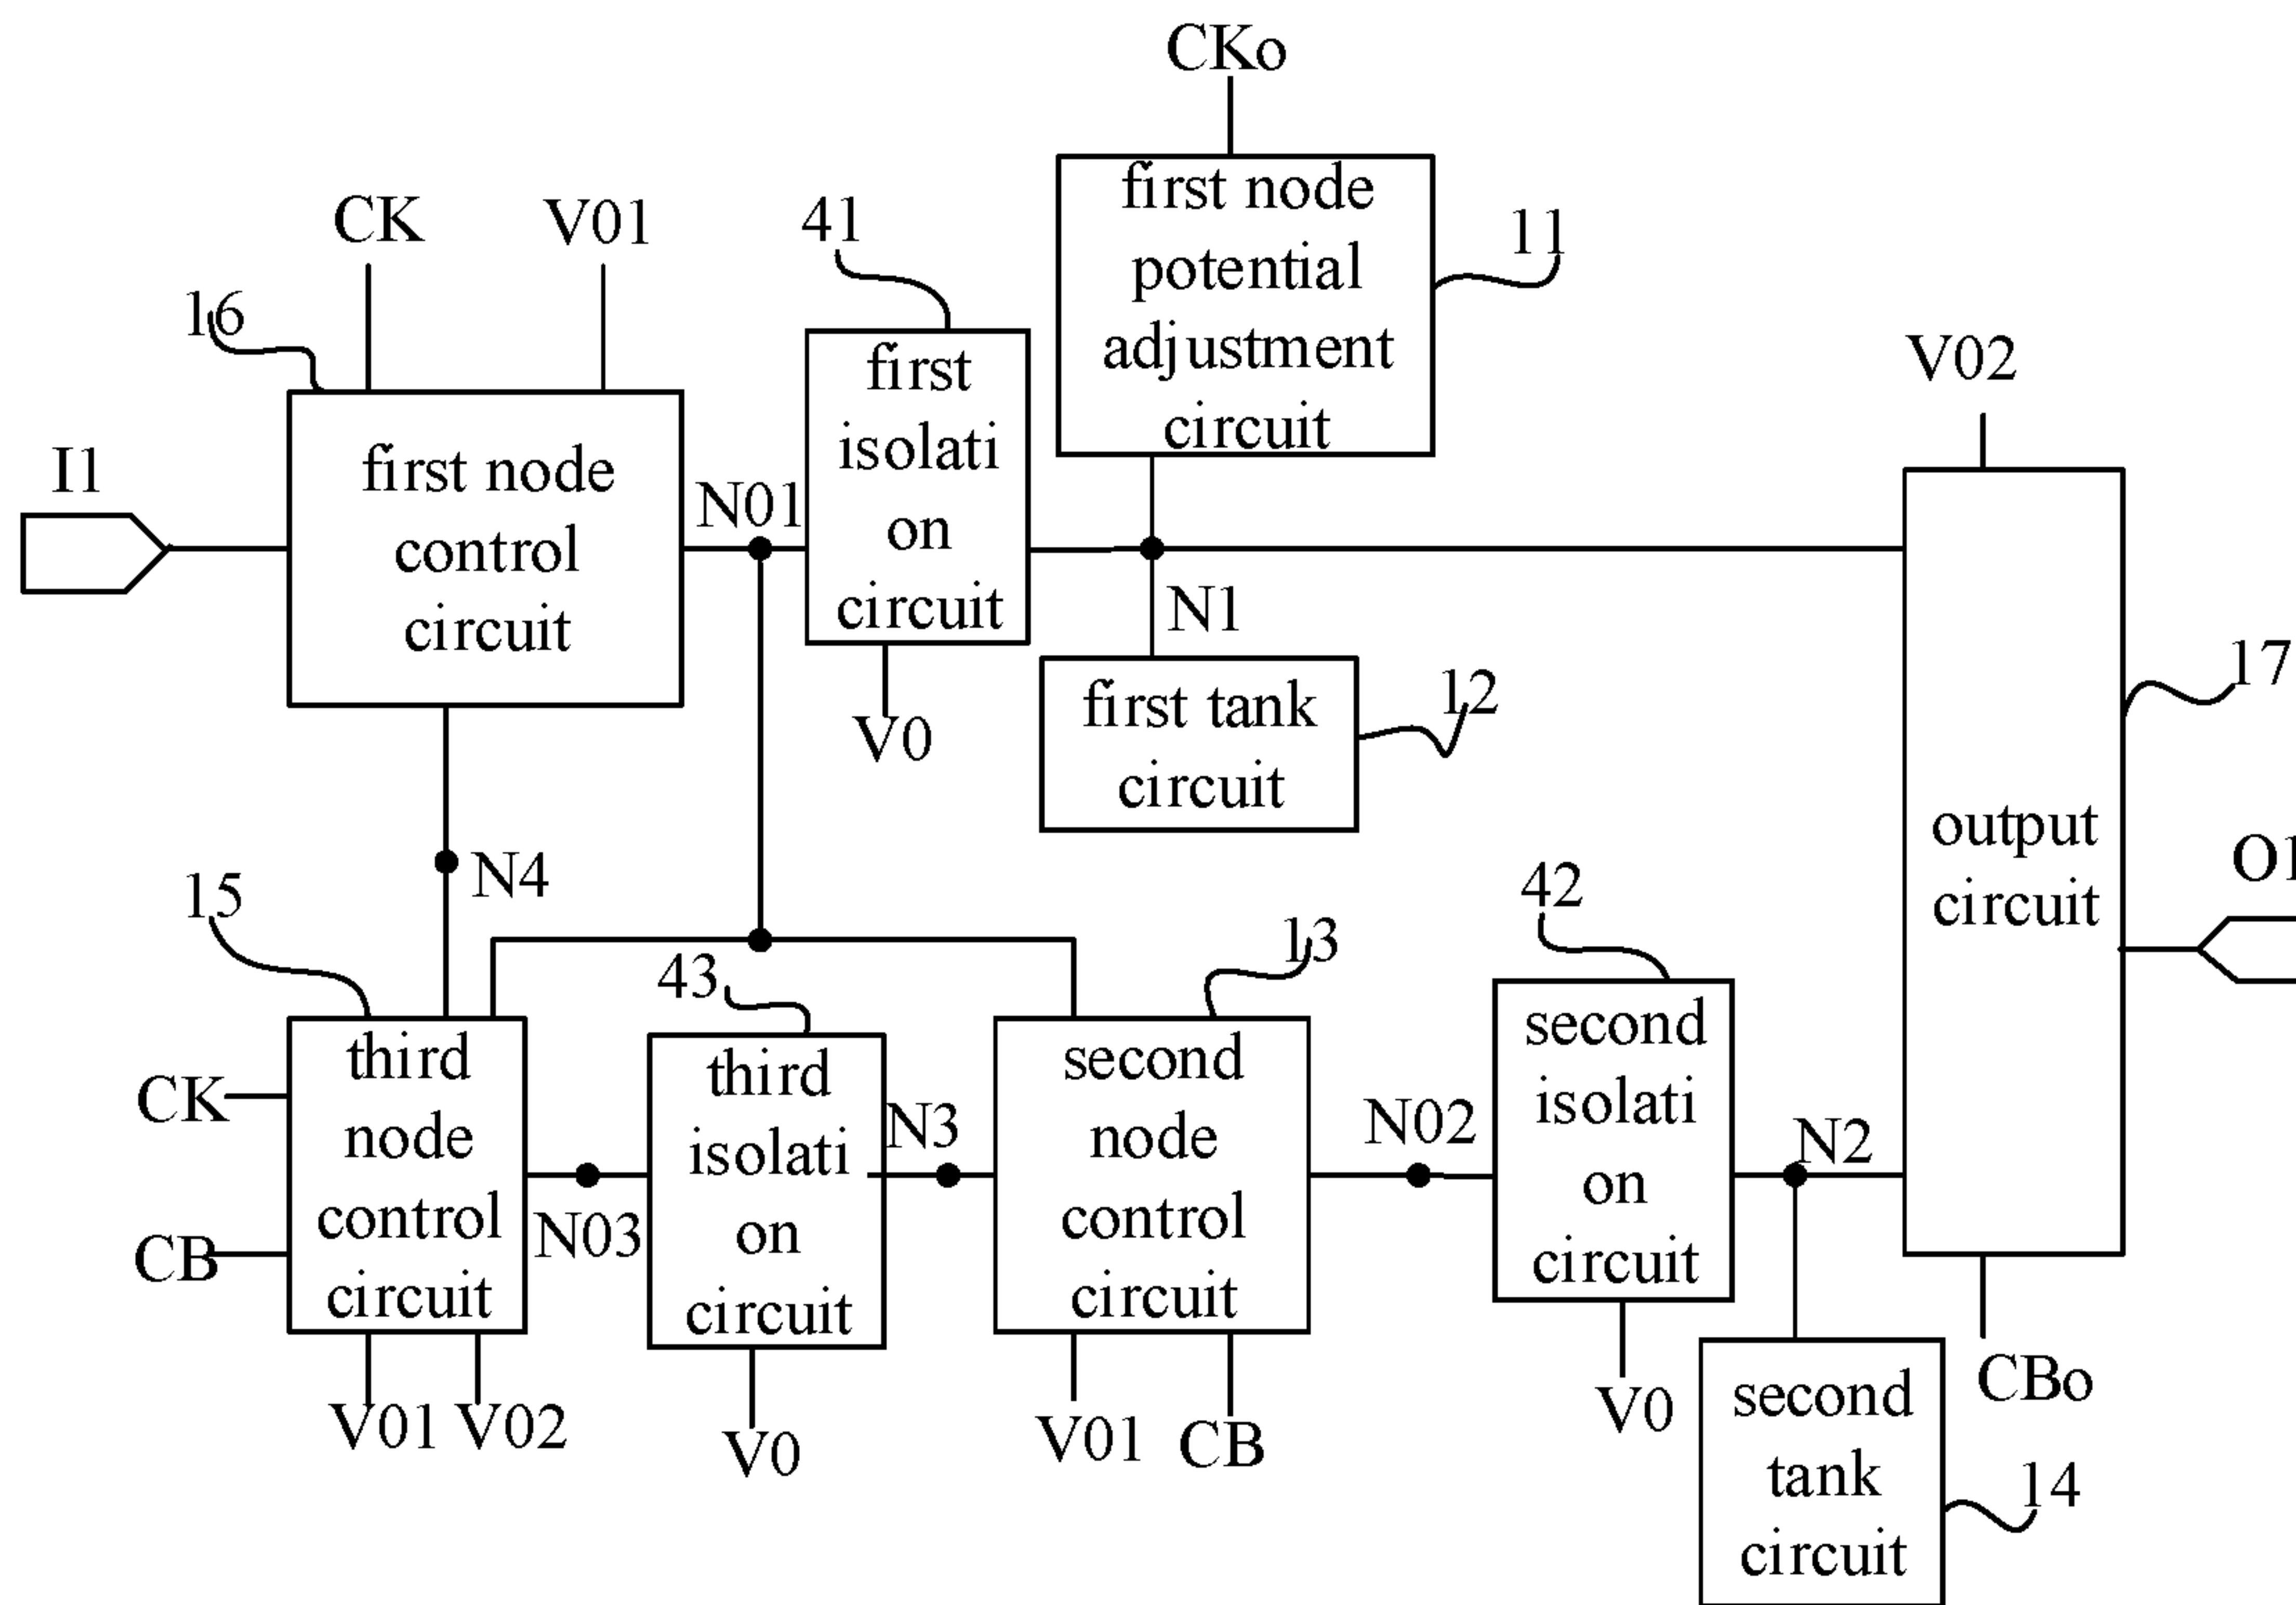 CKo
first node
potential
adjustment
circuit
11
CK
V01
41
16
first
isolati
on
circuit
V02
I1
first node
control
circuit
N01
N1
17
V0
first tank
circuit
12
output
circuit
O1
N4
15
42
13
43
third
node
control
circuit
CK
CB
N03
third
isolati
on
circuit
N3
second
node
control
circuit
N02
second
isolati
on
circuit
N2
V01
V02
V0
V01
CB
V0
CBo
second
tank
circuit
14